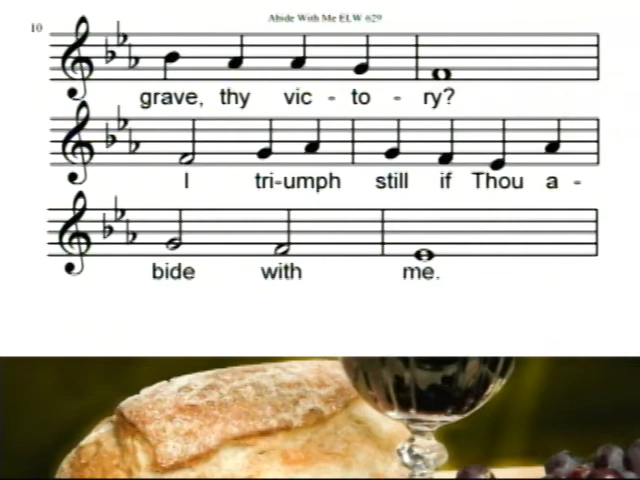 Abide With Me ELW 629
10
grave, thy vic - to - ry?
I tri-umph still if Thou a -
bide with me.